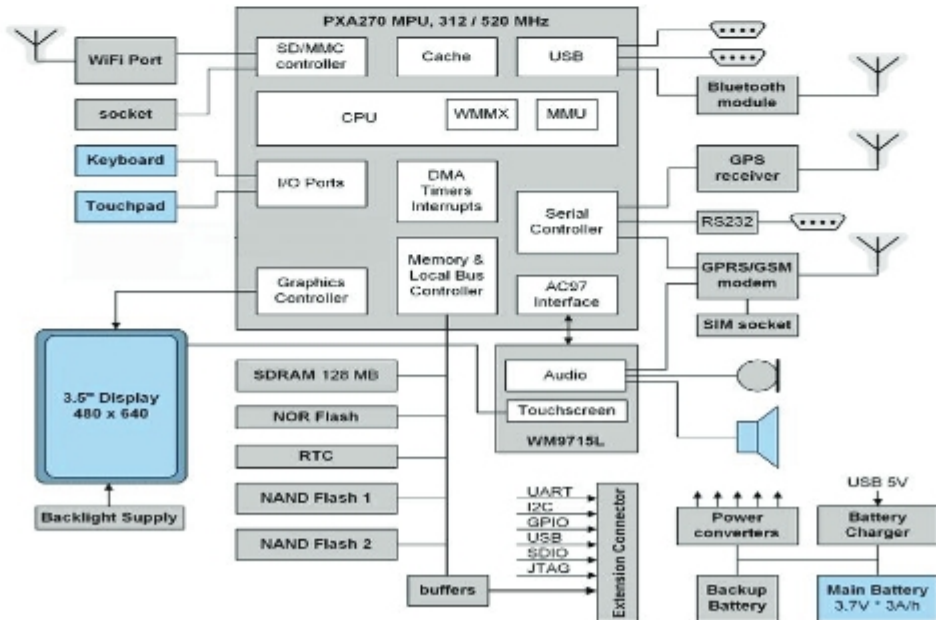 PXA270 MPU, 312 / 520 MHz
WiFi Port
SD/MMC
controller
Cache
USB
Bluetooth
module
socket
CPU
WMMX
MMU
Keyboard
Touchpad
I/O Ports
DMA
Timers
Interrupts
Serial
Controller
GPS
receiver
RS232
Graphics
Controller
Memory &
Local Bus
Controller
AC97
Interface
GPRS/GSM
modem
SIM socket
3.5" Display
480 x 640
Backlight Supply
SDRAM 128 MB
NOR Flash
RTC
NAND Flash 1
NAND Flash 2
Audio
Touchscreen
WM9715L
buffers
UART
I2C
GPIO
USB
SDIO
JTAG
Extension Connector
Power
converters
Backup
Battery
USB 5V
Battery
Charger
Main Battery
3.7V * 3A/h